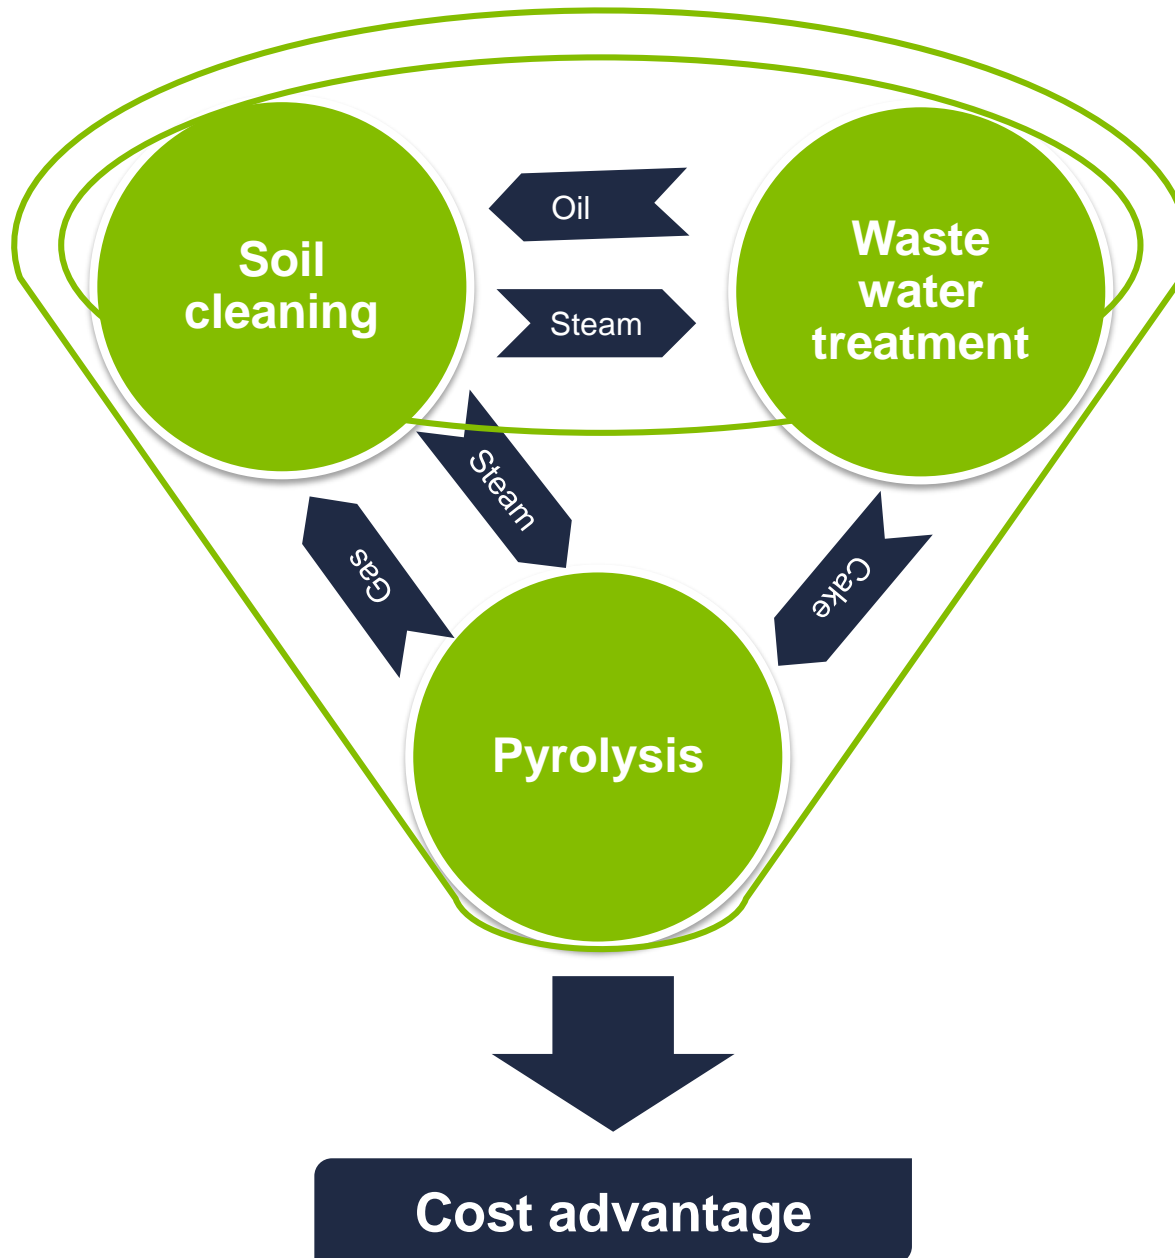 Soil
cleaning
Oil
Steam
Waste
water
treatment
Steam
Gas
Cake
Pyrolysis
Cost advantage